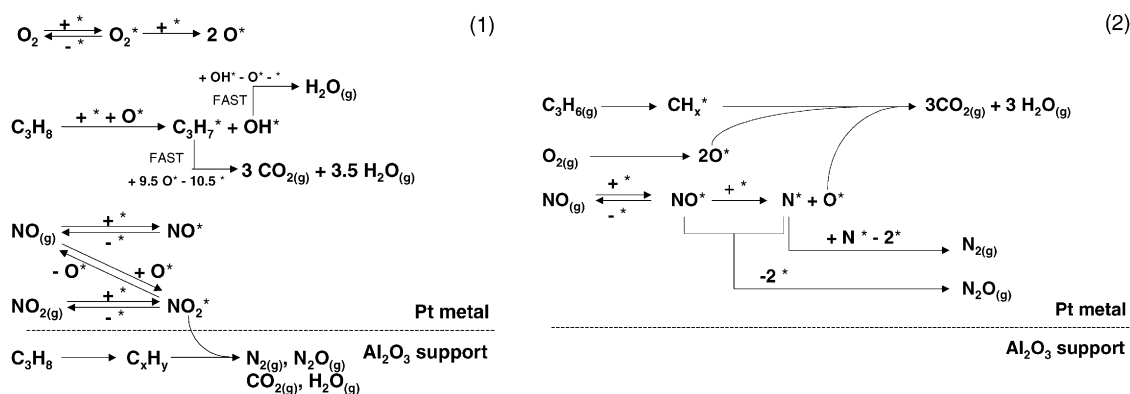 (1)
+ *
O₂ O₂* + * 2 O*
- *
+ OH* - O* - *
FAST H₂O(g)
C₃H₈ + * + O* C₃H₇* + OH*
FAST
3 CO₂(g) + 3.5 H₂O(g)
+ 9.5 O* - 10.5 *
NO(g) + * NO*
- *
- O* + O*
NO₂(g) + * NO₂*
- *
Pt metal
Al₂O₃ support
C₃H₈ CₓHᵧ N₂(g), N₂O(g)
CO₂(g), H₂O(g)
(2)
C₃H₆(g) CHₓ* 3CO₂(g) + 3 H₂O(g)
O₂(g) 2O*
NO(g) + * NO* + * N* + O*
- *
+ N * - 2* N₂(g)
-2 * N₂O(g)
Pt metal
Al₂O₃ support